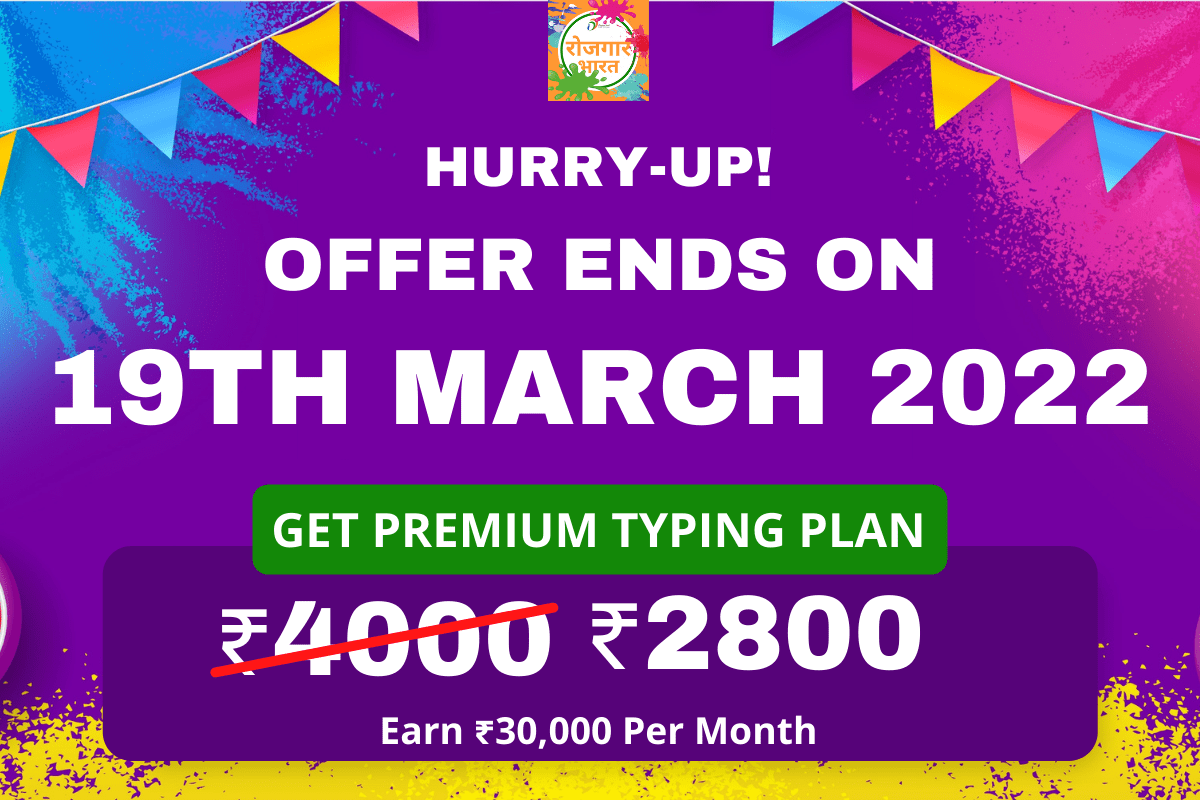 रोजगार
भारत
HURRY-UP!
OFFER ENDS ON
19TH MARCH 2022
GET PREMIUM TYPING PLAN
₹4000 ₹2800
Earn ₹30,000 Per Month